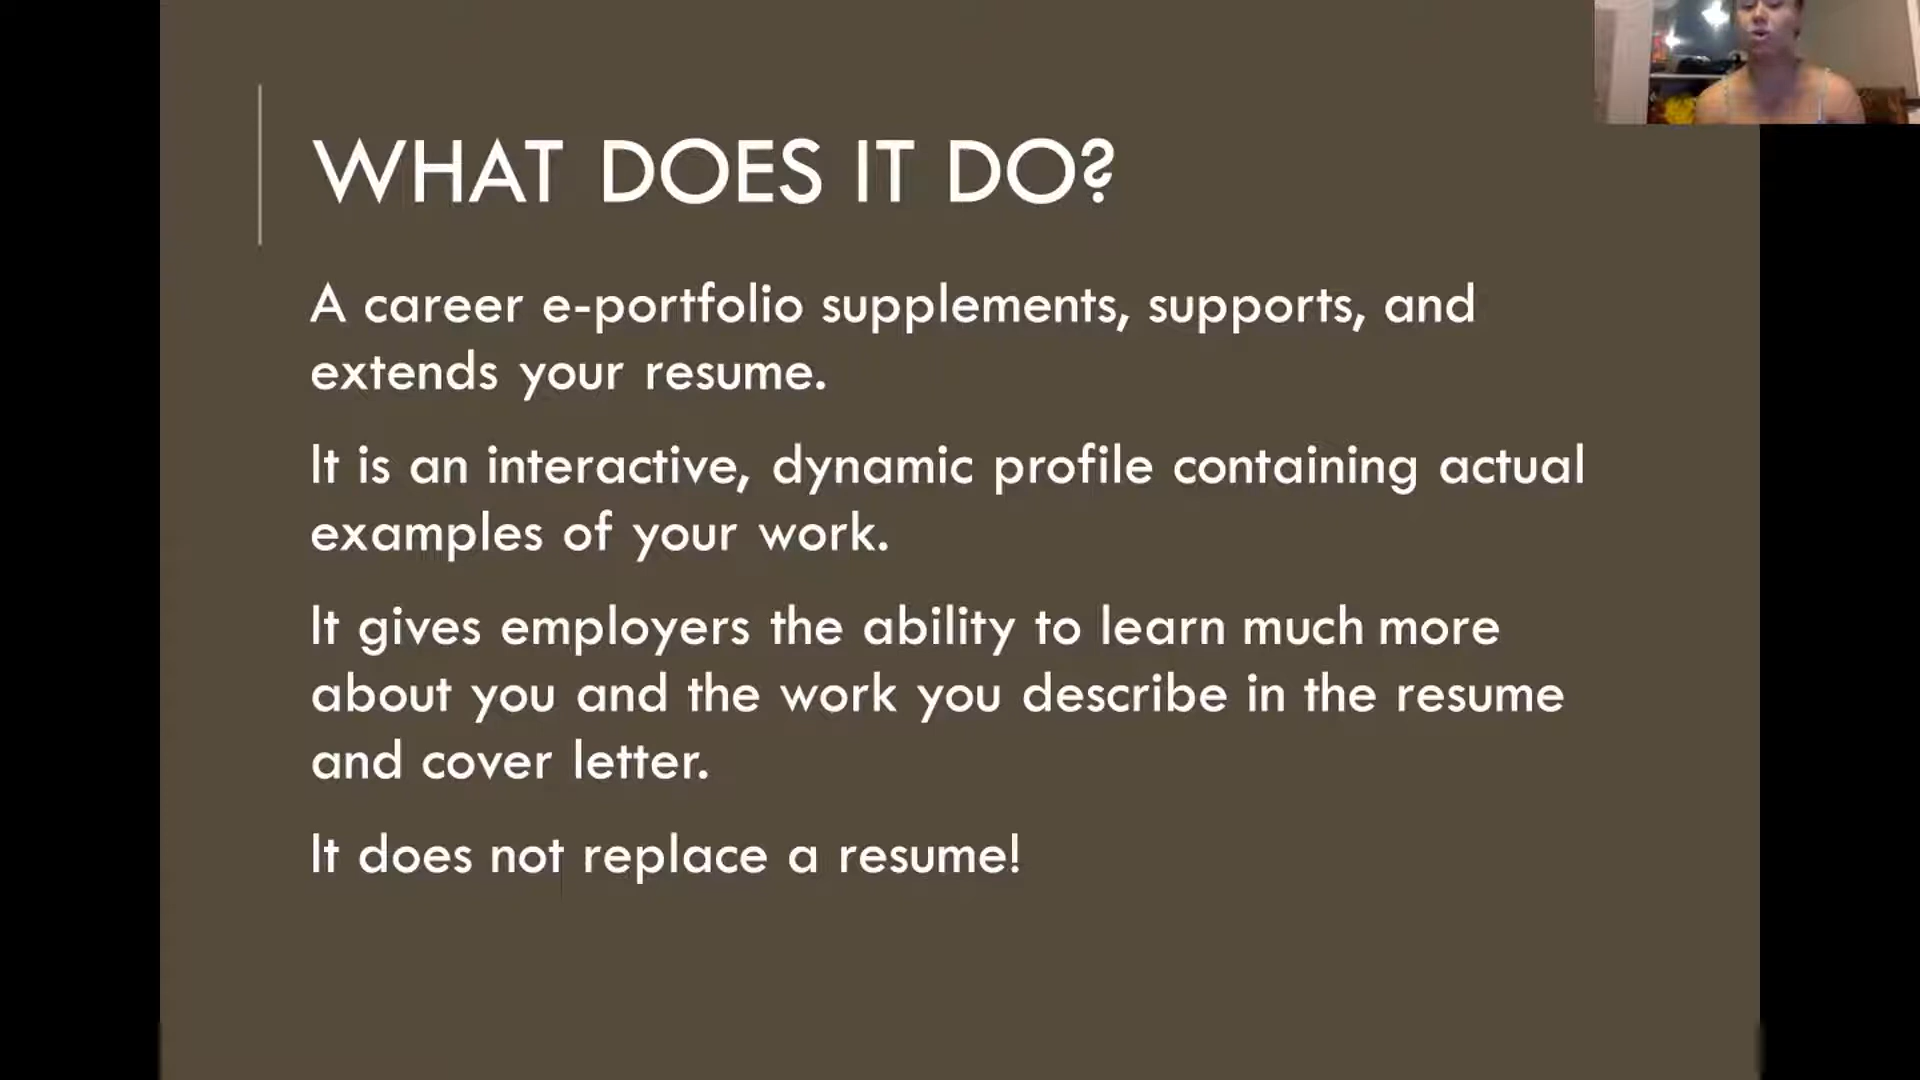 WHAT DOES IT DO?
A career e-portfolio supplements, supports, and
extends your resume.
It is an interactive, dynamic profile containing actual
examples of your work.
It gives employers the ability to learn much more
about you and the work you describe in the resume
and cover letter.
It does not replace a resume!